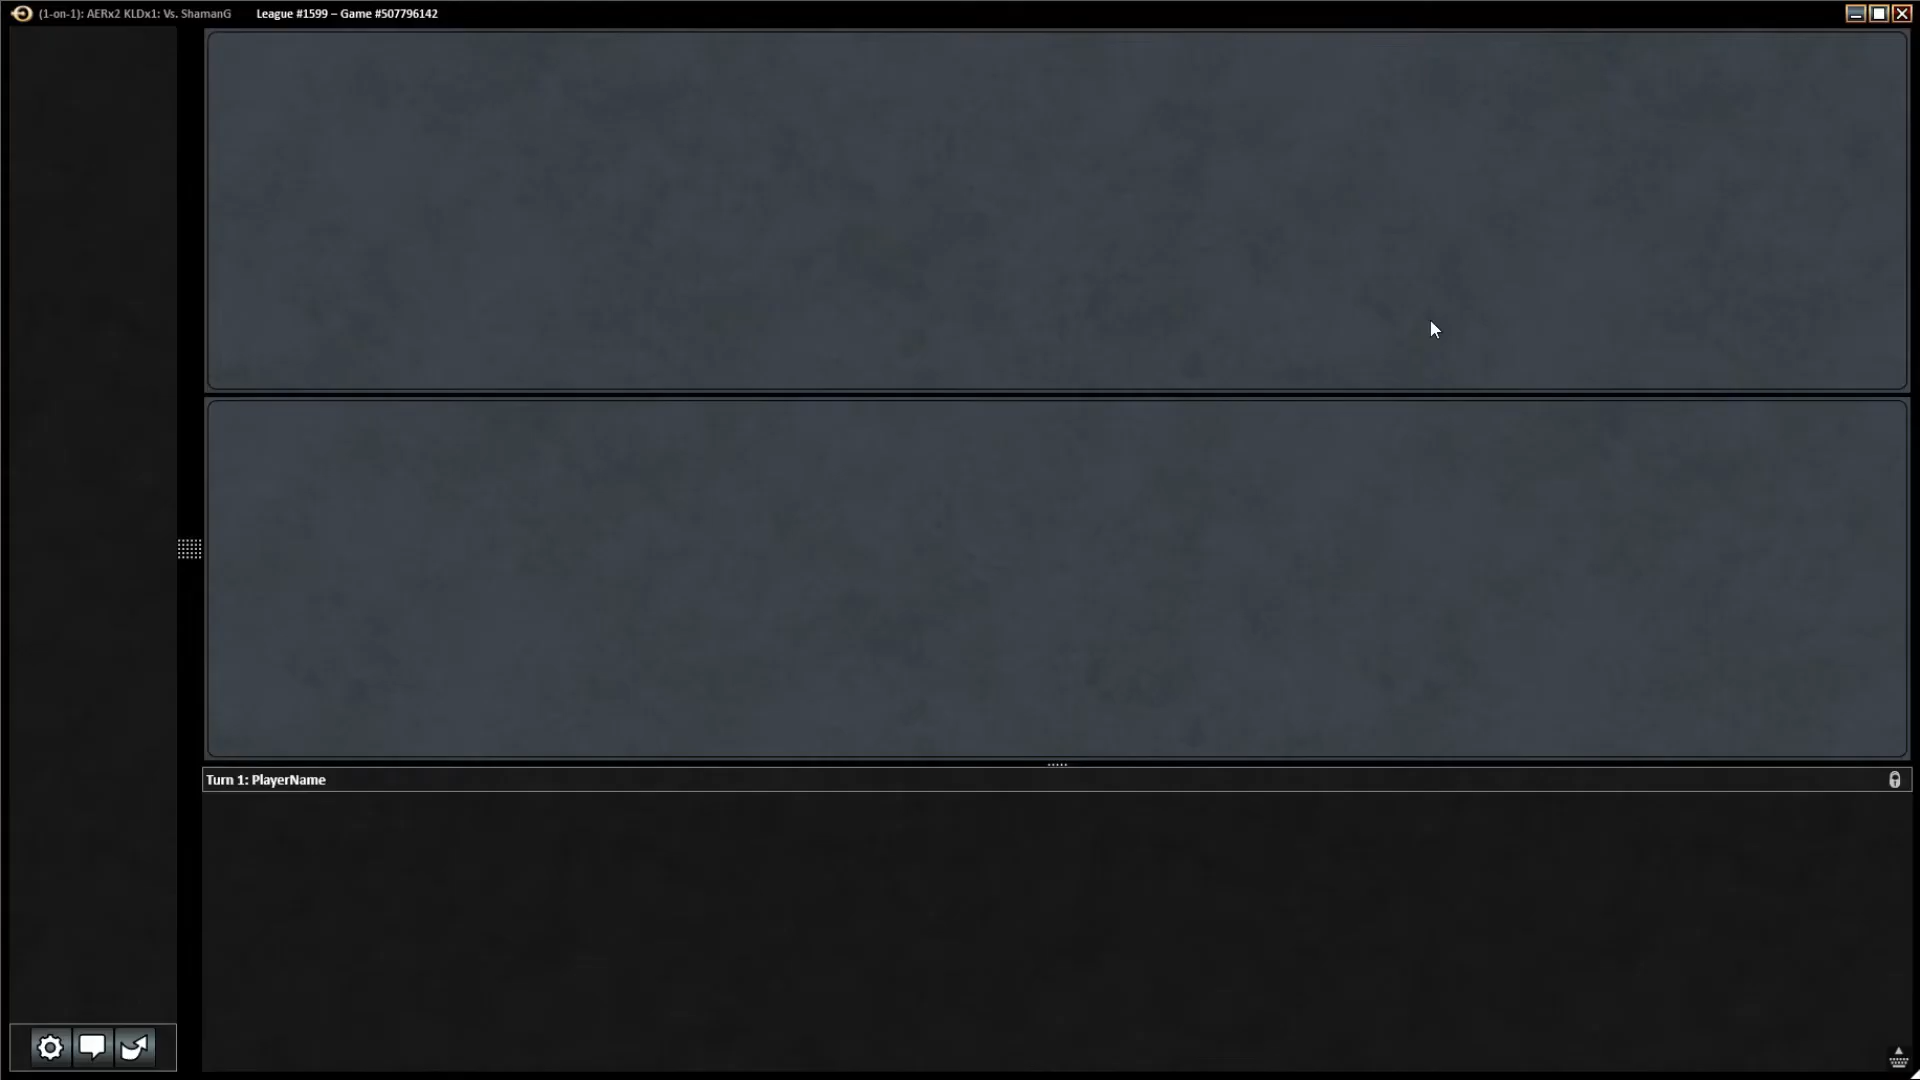 (1-on-1): AERx2 KLDx1: Vs. ShamanG League #1599 – Game #507796142
Turn 1: PlayerName